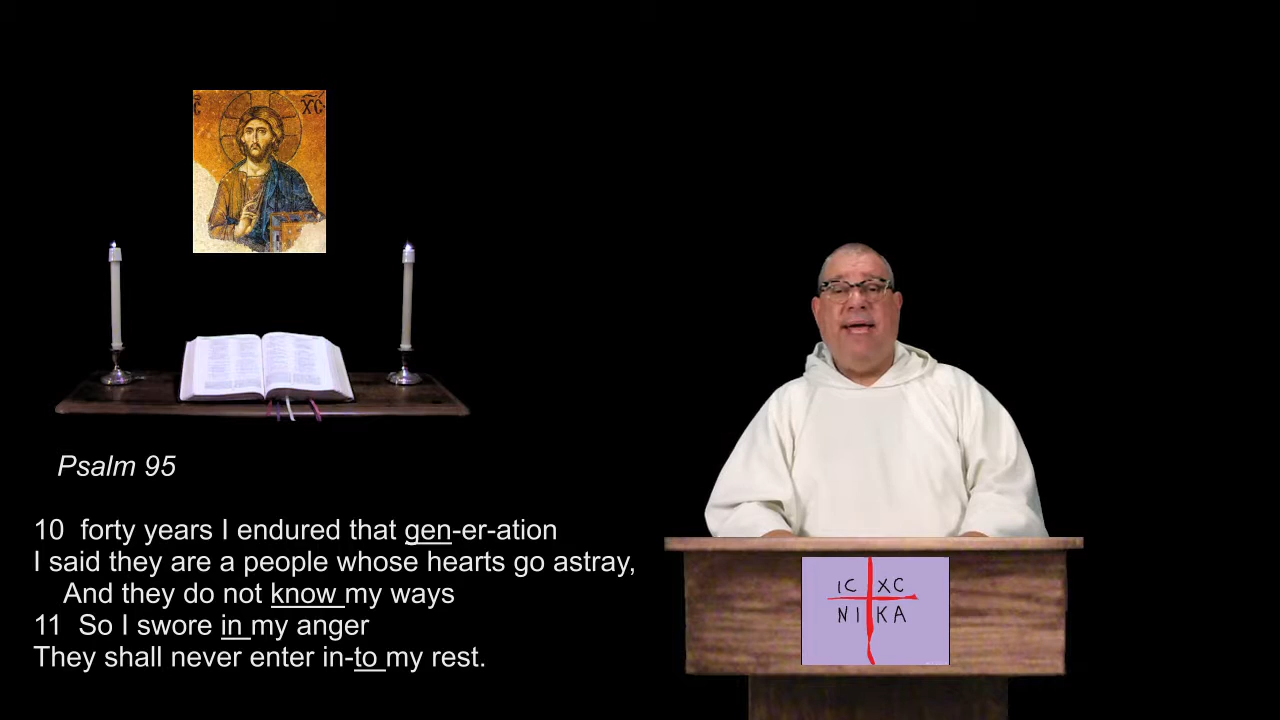 XC
Psalm 95
10 forty years I endured that gen-er-ation
I said they are a people whose hearts go astray,
And they do not know my ways
11 So I swore in my anger
They shall never enter in-to my rest.
IC XC
NI KA